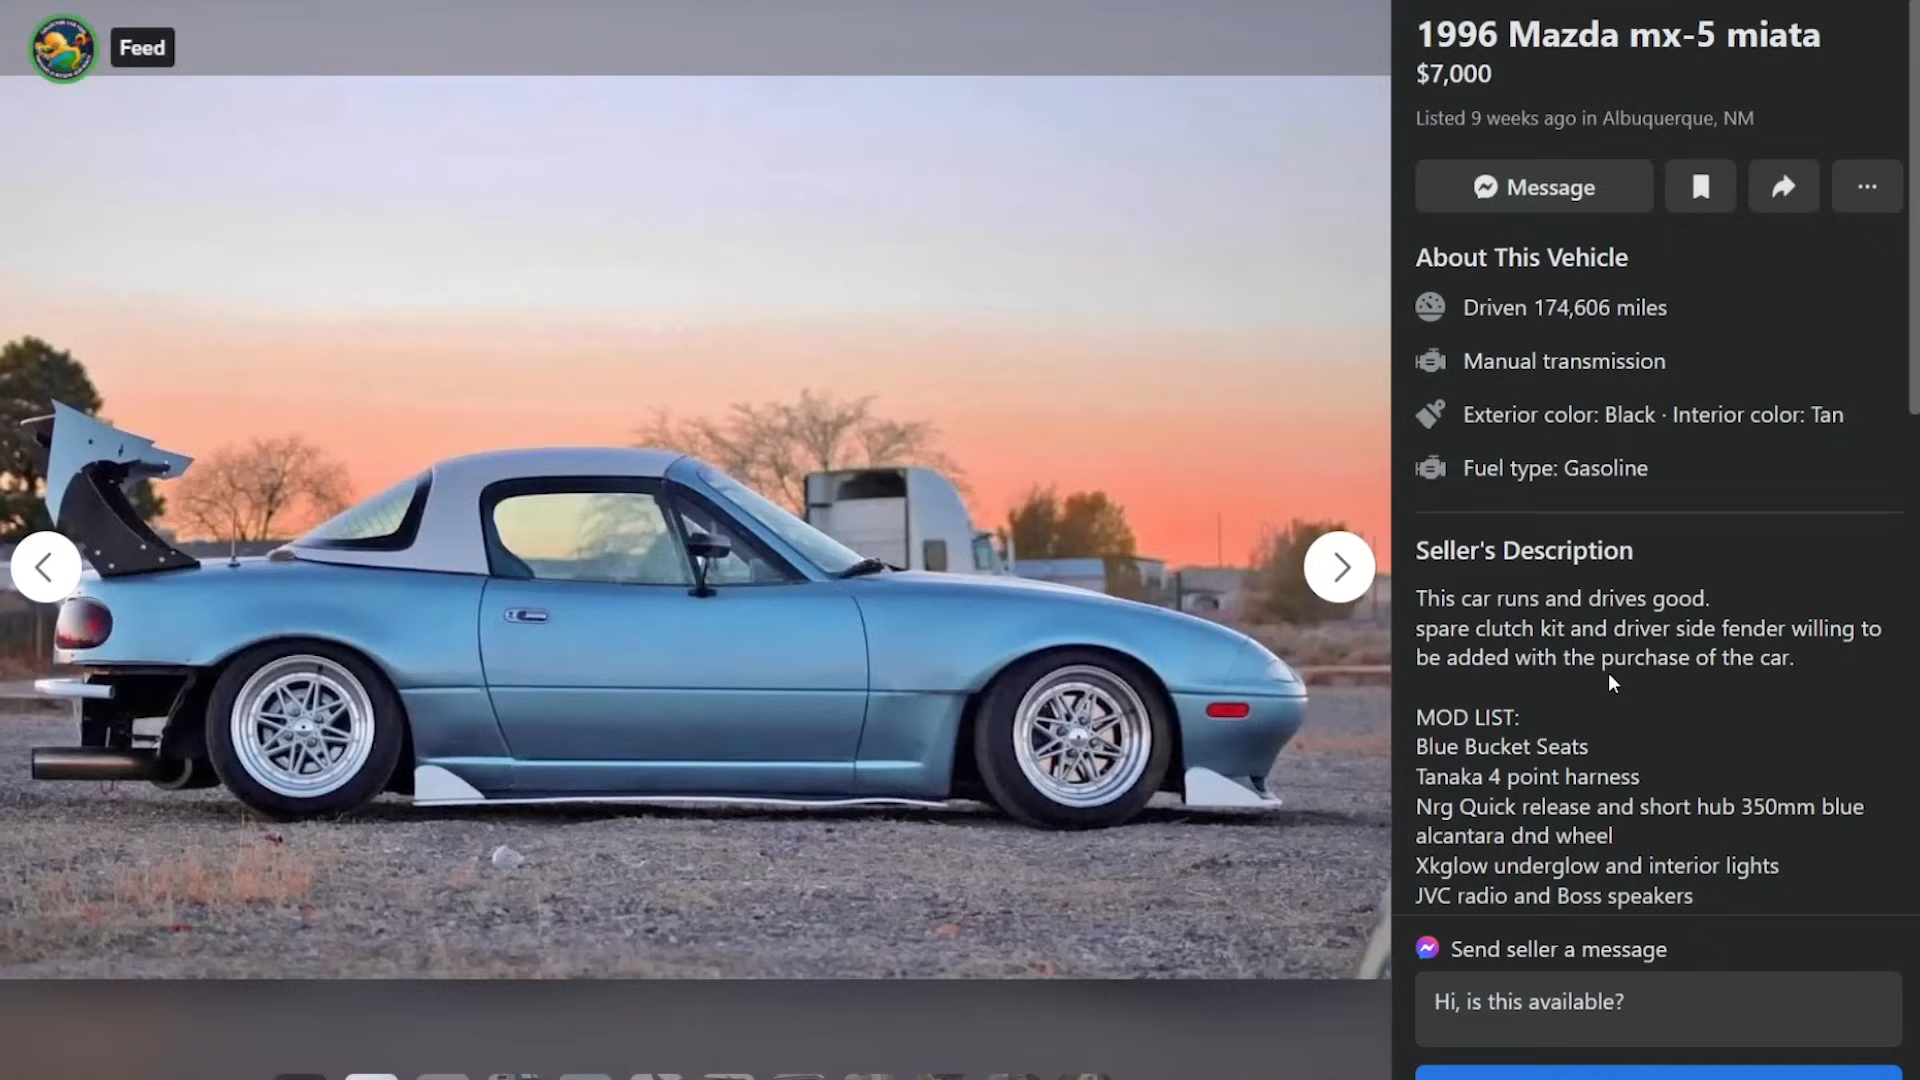 Feed
1996 Mazda mx-5 miata
$7,000
Listed 9 weeks ago in Albuquerque, NM
Message
About This Vehicle
Driven 174,606 miles
Manual transmission
Exterior color: Black · Interior color: Tan
Fuel type: Gasoline
Seller's Description
This car runs and drives good.
spare clutch kit and driver side fender willing to
be added with the purchase of the car.
MOD LIST:
Blue Bucket Seats
Tanaka 4 point harness
Nrg Quick release and short hub 350mm blue
alcantara dnd wheel
Xkglow underglow and interior lights
JVC radio and Boss speakers
Send seller a message
Hi, is this available?